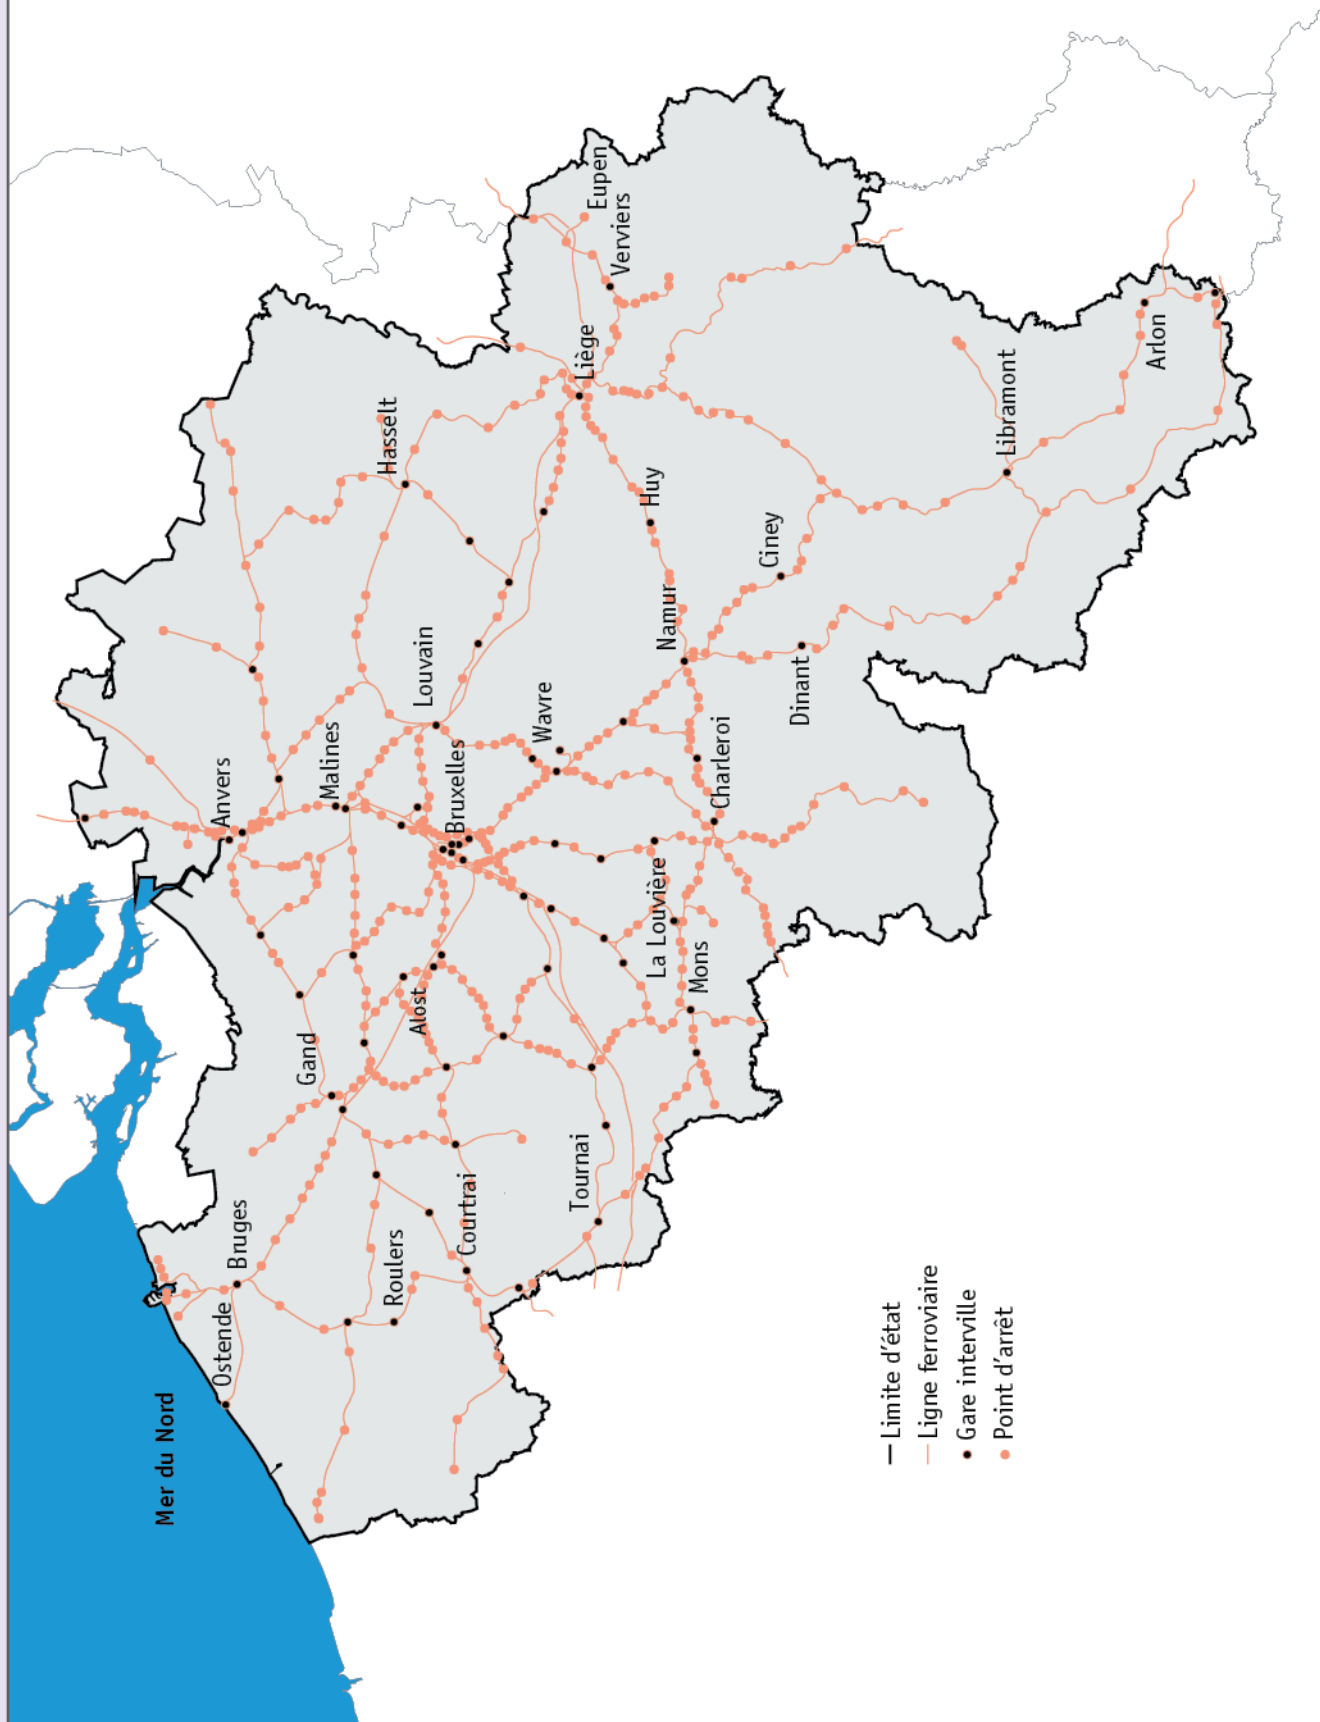 Mer du Nord
Ostende
Bruges
Roulers
Courtrai
Tournai
Gand
Alost
Anvers
Malines
Bruxelles
Louvain
Wavre
La Louvière
Mons
Charleroi
Namur
Dinant
Ciney
Huy
Hasselt
Liège
Verviers
Eupen
Libramont
Arlon
Limite d'état
Ligne ferroviaire
Gare interville
Point d'arrêt